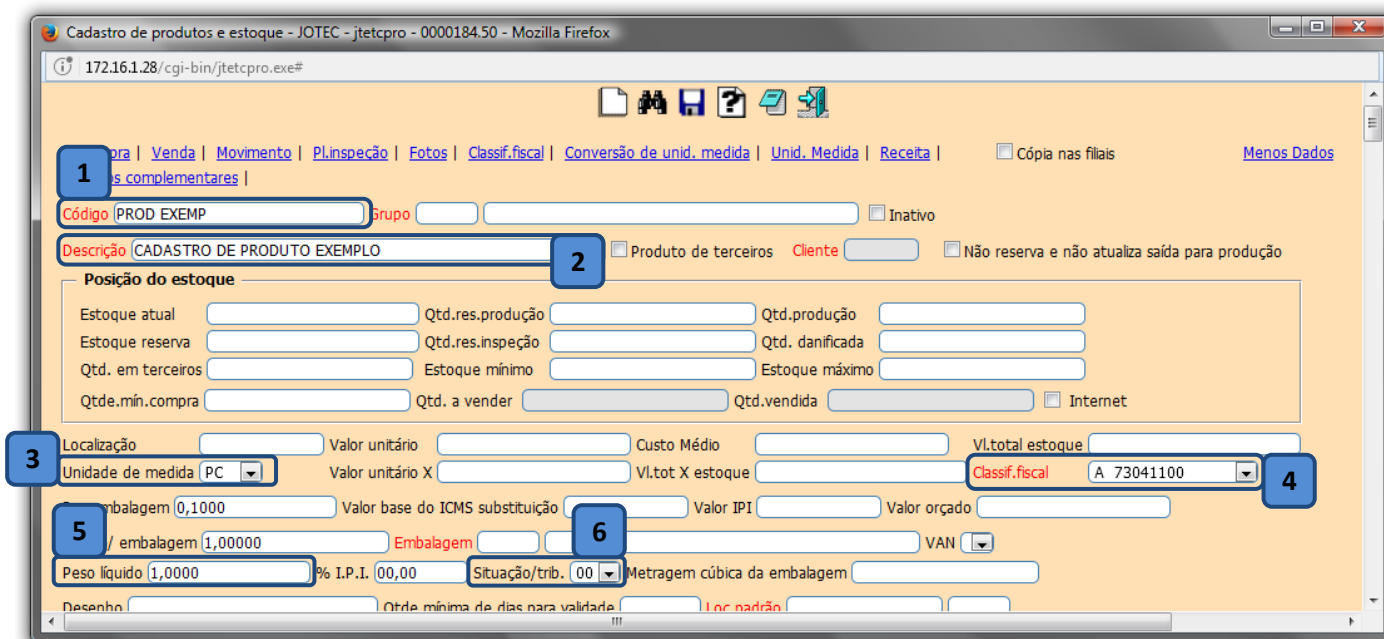 Cadastro de produtos e estoque - JOTEC - jtetcpro - 0000184.50 - Mozilla Firefox
172.16.1.28/cgi-bin/jtetcpro.exe#
| Venda | Movimento | Pl.inspeção | Fotos | Classif.fiscal | Conversão de unid. medida | Unid. Medida | Receita | Cópia nas filiais Menos Dados
1 complementares |
Código PROD EXEMP Grupo Inativo
Descrição CADASTRO DE PRODUTO EXEMPLO 2 Produto de terceiros Cliente Não reserva e não atualiza saída para produção
Posição do estoque
Estoque atual Qtd.res.produção Qtd.produção
Estoque reserva Qtd.res.inspeção Qtd. danificada
Qtd. em terceiros Estoque mínimo Estoque máximo
Qtde.mín.compra Qtd. a vender Qtd.vendida Internet
Localização Valor unitário Custo Médio Vl.total estoque
3 Unidade de medida PC Valor unitário X Vl.tot X estoque Classif.fiscal A 73041100 4
embalagem 0,1000 Valor base do ICMS substituição Valor IPI Valor orçado
5 / embalagem 1,00000 Embalagem 6 VAN
Peso líquido 1,0000 % I.P.I. 00,00 Situação/trib. 00 Metragem cúbica da embalagem
Desenho Qtde mínima de dias para validade Loc padrão